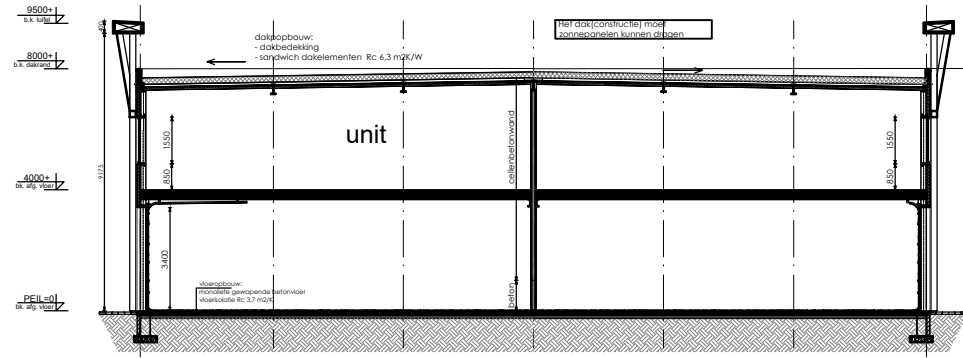 9500+
b.k. luifel
8000+
b.k. dakrand
4000+
bk. afg. vloer
PEIL=0
bk. afg. vloer
9175
dakopbouw:
- dakbedekking
- sandwich dakelementen Rc 6,3 m2K/W
Het dak(constructie) moet
zonnepanelen kunnen dragen
unit
1550
850
3400
cellenbetonwand
beton
1550
850
vloeropbouw:
monoliete gewapende betonvloer
vloerisolatie Rc 3,7 m2/K